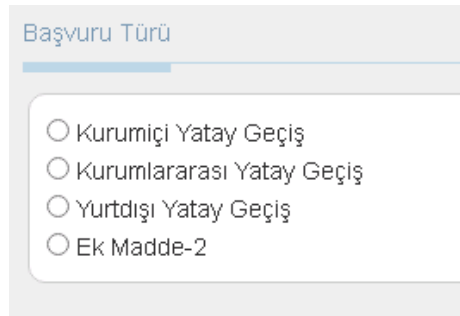 Başvuru Türü
Kurumiçi Yatay Geçiş
Kurumlararası Yatay Geçiş
Yurtdışı Yatay Geçiş
Ek Madde-2